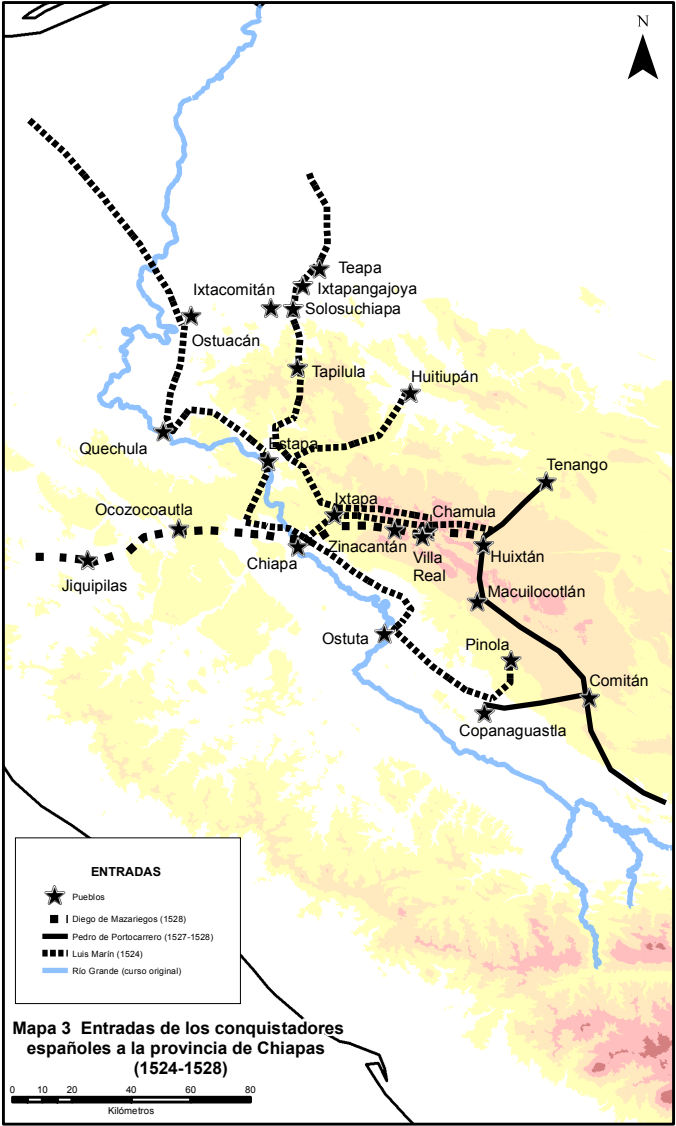 N
Teapa
Ixtacomitán
Ixtapangajoya
Solosuchiapa
Ostuacán
Tapilula
Huitiupán
Quechula
Estapa
Tenango
Ixtapa
Ocozocoautla
Chamula
Zinacantán
Chiapa
Villa
Real
Huixtán
Jiquipilas
Macuilocotlán
Ostuta
Pinola
Comitán
Copanaguastla
ENTRADAS
Pueblos
Diego de Mazariegos (1528)
Pedro de Portocarrero (1527-1528)
Luis Marín (1524)
Río Grande (curso original)
Mapa 3 Entradas de los conquistadores
españoles a la provincia de Chiapas
(1524-1528)
0 10 20 40 60 80
Kilómetros